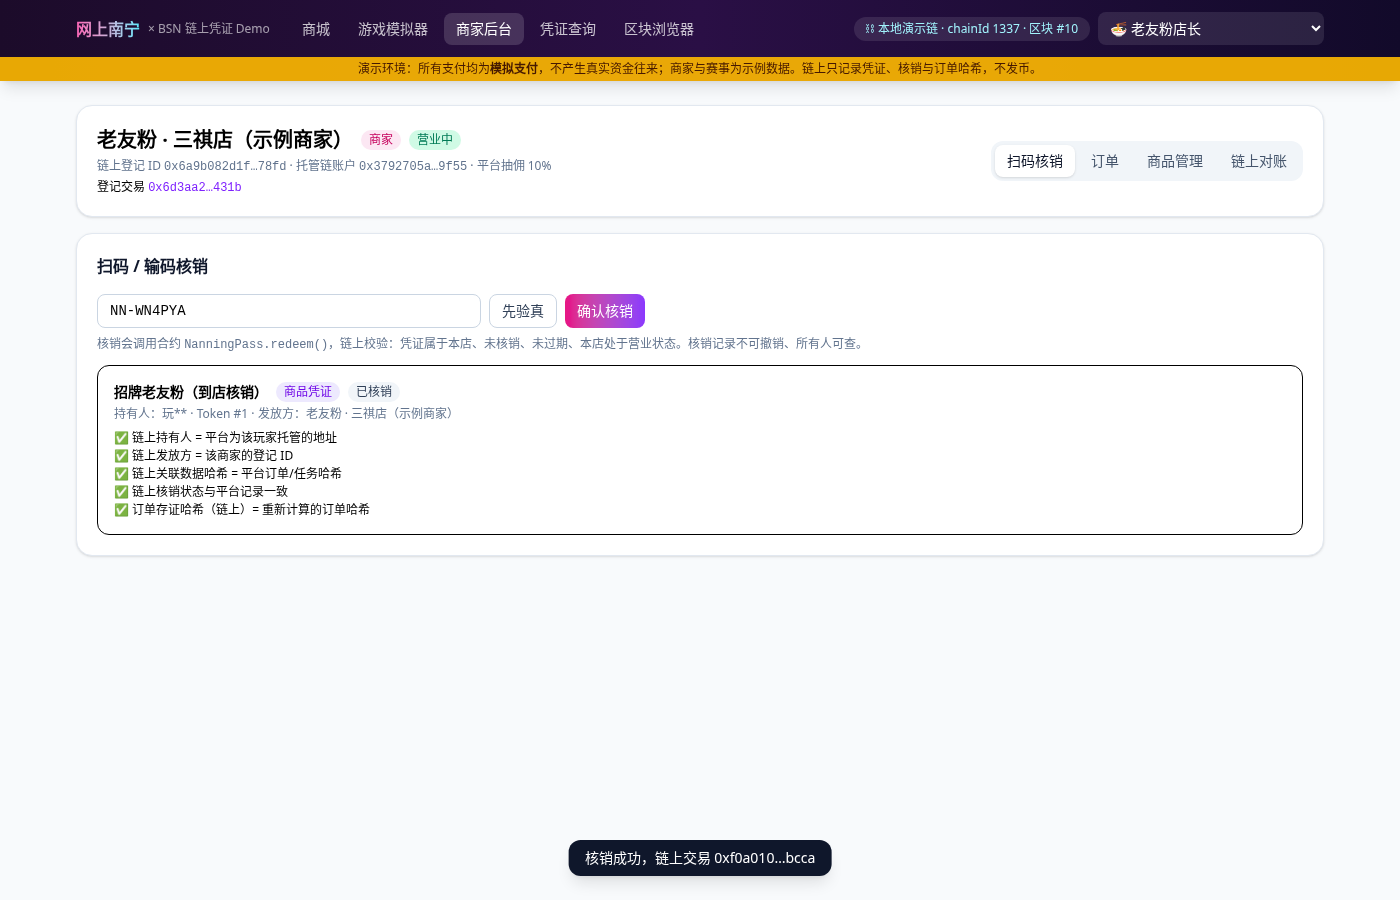 网上南宁 × BSN 链上凭证 Demo 商城 游戏模拟器 商家后台 凭证查询 区块浏览器 ⛓ 本地演示链 · chainId 1337 · 区块 #10 🍜 老友粉店长
演示环境：所有支付均为模拟支付，不产生真实资金往来；商家与赛事为示例数据。链上只记录凭证、核销与订单哈希，不发币。
老友粉 · 三祺店（示例商家） 商家 营业中
链上登记 ID 0x6a9b082d1f…78fd · 托管链账户 0x3792705a…9f55 · 平台抽佣 10%
登记交易 0x6d3aa2…431b
扫码核销 订单 商品管理 链上对账
扫码 / 输码核销
NN-WN4PYA 先验真 确认核销
核销会调用合约 NanningPass.redeem()，链上校验：凭证属于本店、未核销、未过期、本店处于营业状态。核销记录不可撤销、所有人可查。
招牌老友粉（到店核销） 商品凭证 已核销
持有人：玩** · Token #1 · 发放方：老友粉 · 三祺店（示例商家）
✅ 链上持有人 = 平台为该玩家托管的地址
✅ 链上发放方 = 该商家的登记 ID
✅ 链上关联数据哈希 = 平台订单/任务哈希
✅ 链上核销状态与平台记录一致
✅ 订单存证哈希（链上）= 重新计算的订单哈希
核销成功，链上交易 0xf0a010…bcca